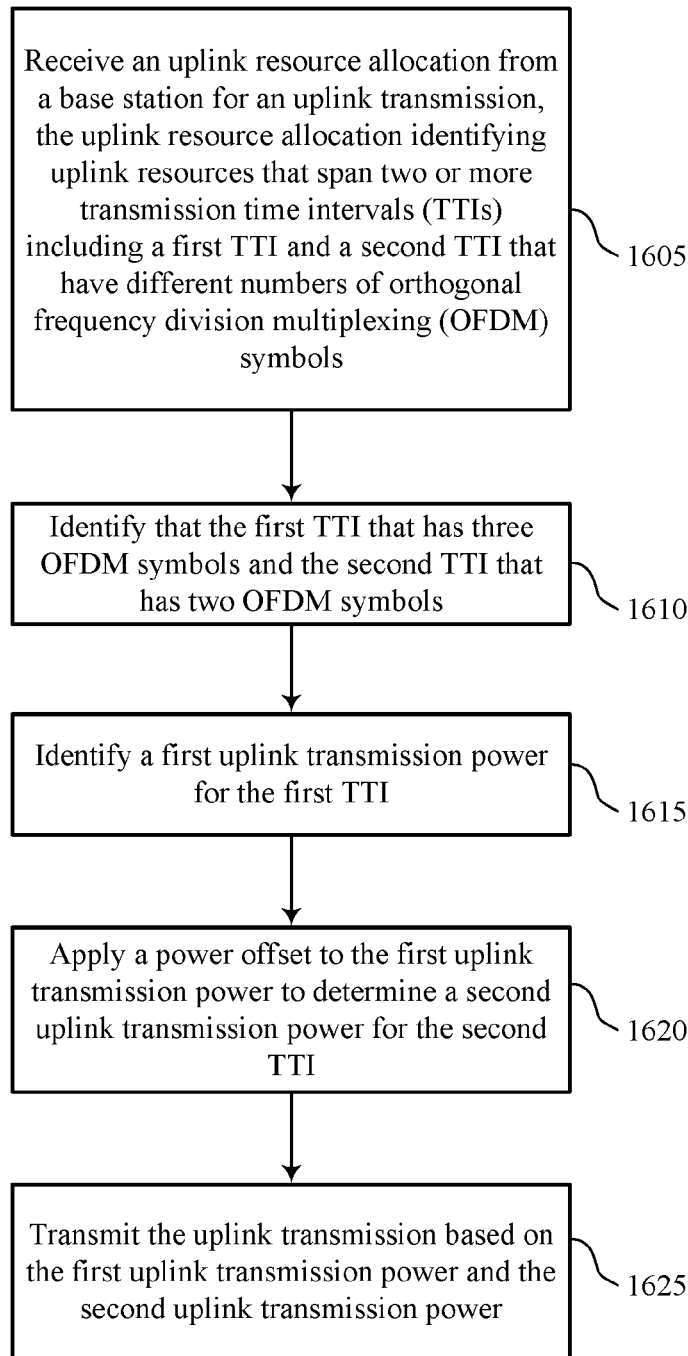 Receive an uplink resource allocation from
a base station for an uplink transmission,
the uplink resource allocation identifying
uplink resources that span two or more
transmission time intervals (TTIs)
including a first TTI and a second TTI that
have different numbers of orthogonal
frequency division multiplexing (OFDM)
symbols
1605
Identify that the first TTI that has three
OFDM symbols and the second TTI that
has two OFDM symbols
1610
Identify a first uplink transmission power
for the first TTI
1615
Apply a power offset to the first uplink
transmission power to determine a second
uplink transmission power for the second
TTI
1620
Transmit the uplink transmission based on
the first uplink transmission power and the
second uplink transmission power
1625